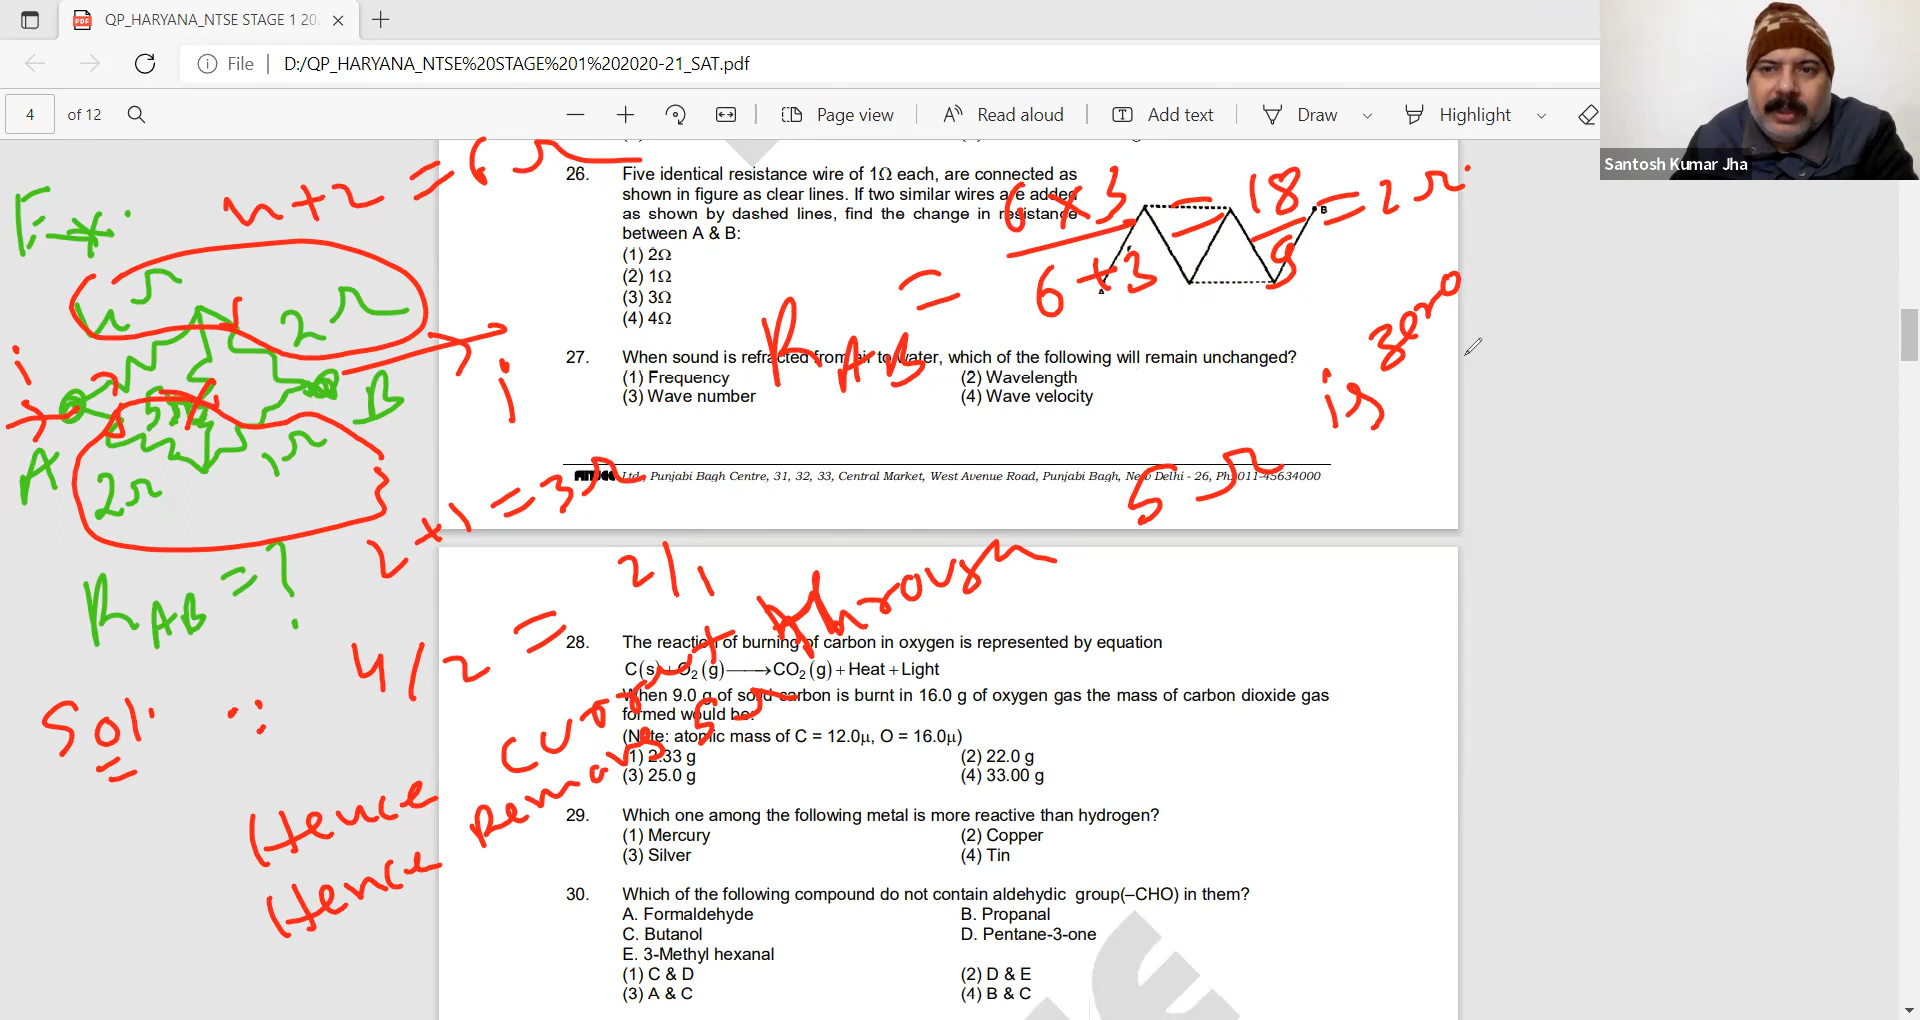 QP_HARYANA_NTSE STAGE 1 20
File
D:/QP_HARYANA_NTSE%20STAGE%201%202020-21_SAT.pdf
4 of 12
Page view
Read aloud
Add text
Draw
Highlight
Santosh Kumar Jha
26. Five identical resistance wire of 1Ω each, are connected as
shown in figure as clear lines. If two similar wires are added
as shown by dashed lines, find the change in resistance
between A & B:
(1) 2Ω
(2) 1Ω
(3) 3Ω
(4) 4Ω
A
B
27. When sound is refracted from air to water, which of the following will remain unchanged?
(1) Frequency (2) Wavelength
(3) Wave number (4) Wave velocity
FIITJEE Ltd., Punjabi Bagh Centre, 31, 32, 33, Central Market, West Avenue Road, Punjabi Bagh, New Delhi - 26, Ph: 011-45634000
28. The reaction of burning of carbon in oxygen is represented by equation
C(s)+O₂(g)⟶CO₂(g)+Heat+Light
When 9.0 g of solid carbon is burnt in 16.0 g of oxygen gas the mass of carbon dioxide gas
formed would be:
(Note: atomic mass of C = 12.0μ, O = 16.0μ)
(1) 2.33 g (2) 22.0 g
(3) 25.0 g (4) 33.00 g
29. Which one among the following metal is more reactive than hydrogen?
(1) Mercury (2) Copper
(3) Silver (4) Tin
30. Which of the following compound do not contain aldehydic group(–CHO) in them?
A. Formaldehyde B. Propanal
C. Butanol D. Pentane-3-one
E. 3-Methyl hexanal
(1) C & D (2) D & E
(3) A & C (4) B & C
4+2 = 6Ω
4Ω
2Ω
i
i
5Ω
A
B
2Ω
1Ω
2+1 = 3Ω
R_AB = ?
R_AB = 6×3/6+3 = 18/9 = 2Ω
Sol.
4/2 = 2/1
Hence current through
5Ω is zero
Hence remove 5Ω